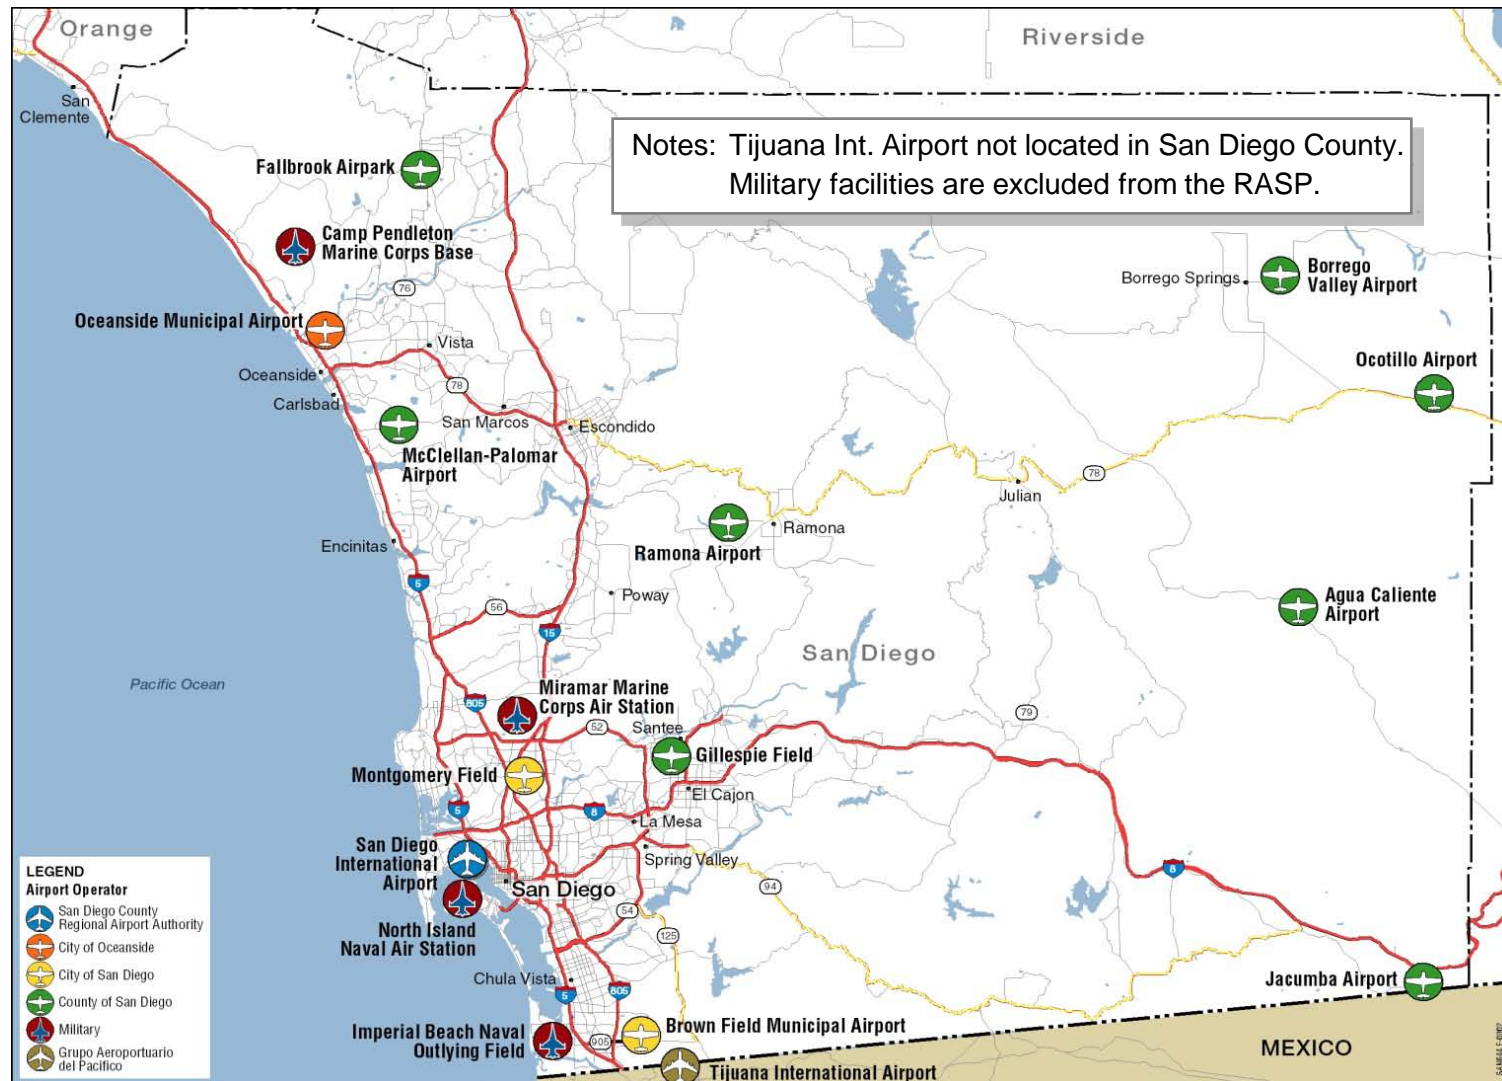 Orange
Riverside
San
Clemente
Notes: Tijuana Int. Airport not located in San Diego County.
Military facilities are excluded from the RASP.
Fallbrook Airpark
Camp Pendleton
Marine Corps Base
76
Borrego Springs
Borrego
Valley Airport
Oceanside Municipal Airport
Vista
Ocotillo Airport
Oceanside
78
Carlsbad
San Marcos
Escondido
McClellan-Palomar
Airport
78
Julian
Ramona
Ramona Airport
Encinitas
5
56
Poway
15
Agua Caliente
Airport
San Diego
Pacific Ocean
Miramar Marine
Corps Air Station
805
52
Santee
79
Montgomery Field
Gillespie Field
El Cajon
5
8
La Mesa
San Diego
International
Airport
Spring Valley
8
San Diego
94
North Island
Naval Air Station
54
125
Chula Vista
5
805
Jacumba Airport
Imperial Beach Naval
Outlying Field
905
Brown Field Municipal Airport
MEXICO
Tijuana International Airport
LEGEND
Airport Operator
San Diego County
Regional Airport Authority
City of Oceanside
City of San Diego
County of San Diego
Military
Grupo Aeroportuario
del Pacifico